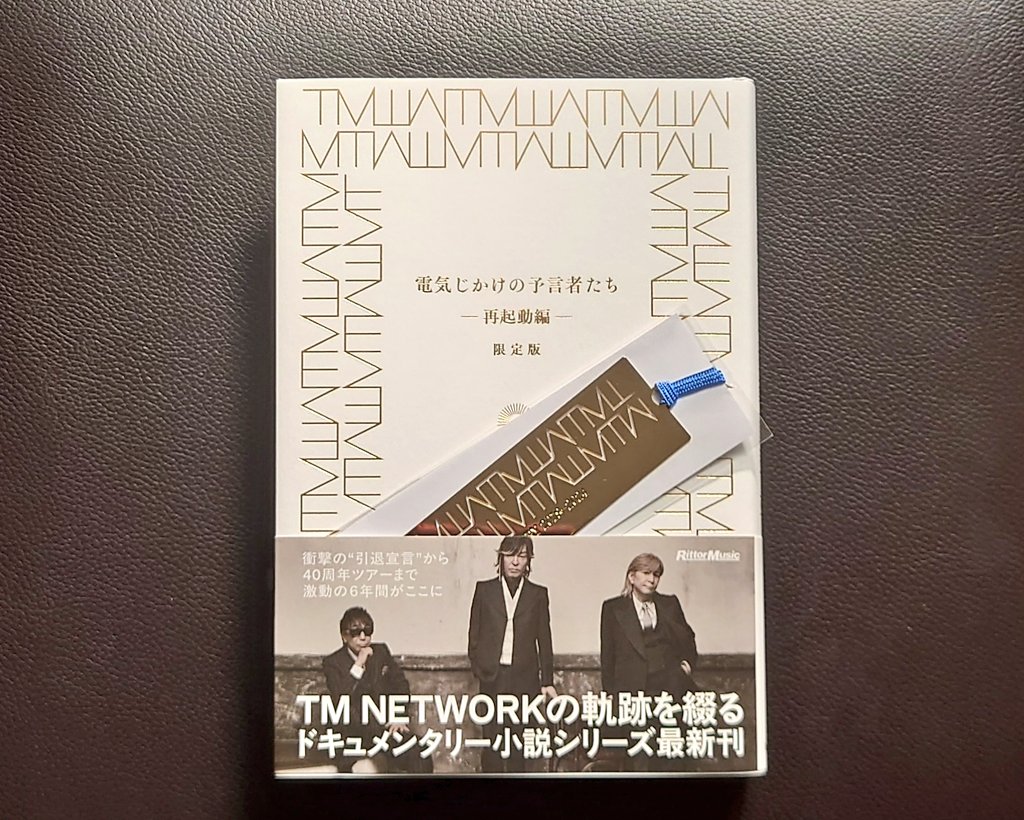 電気じかけの予言者たち
―再起動編―
限定版
衝撃の“引退宣言”から
40周年ツアーまで
激動の6年間がここに
RittorMusic
TM NETWORKの軌跡を綴る
ドキュメンタリー小説シリーズ最新刊